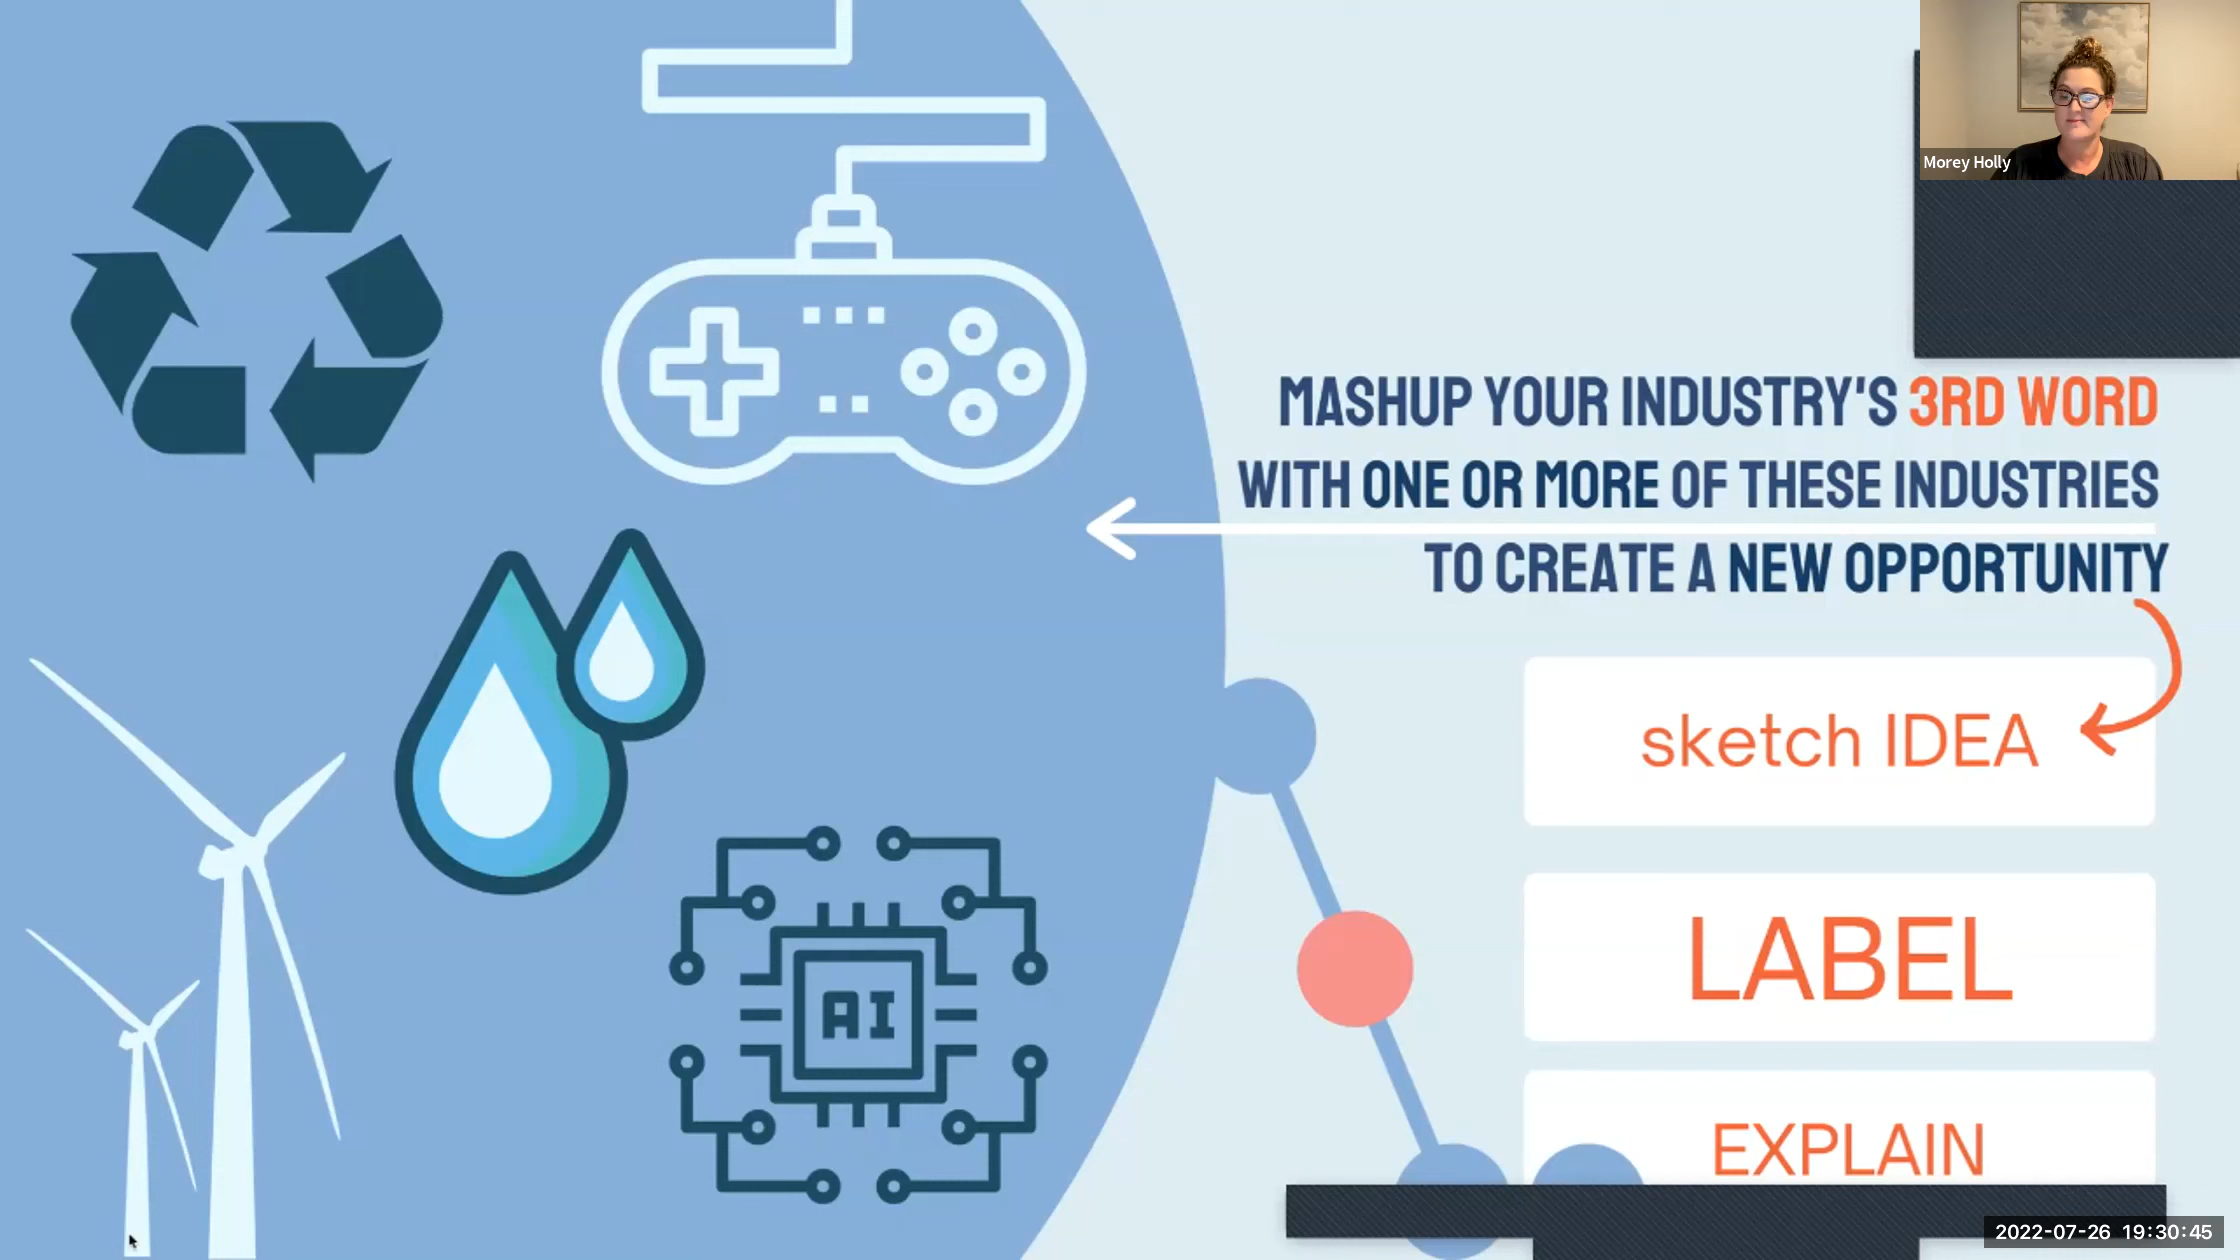 Morey Holly
MASHUP YOUR INDUSTRY'S 3RD WORD
WITH ONE OR MORE OF THESE INDUSTRIES
TO CREATE A NEW OPPORTUNITY
sketch IDEA
LABEL
AI
EXPLAIN
2022-07-26 19:30:45